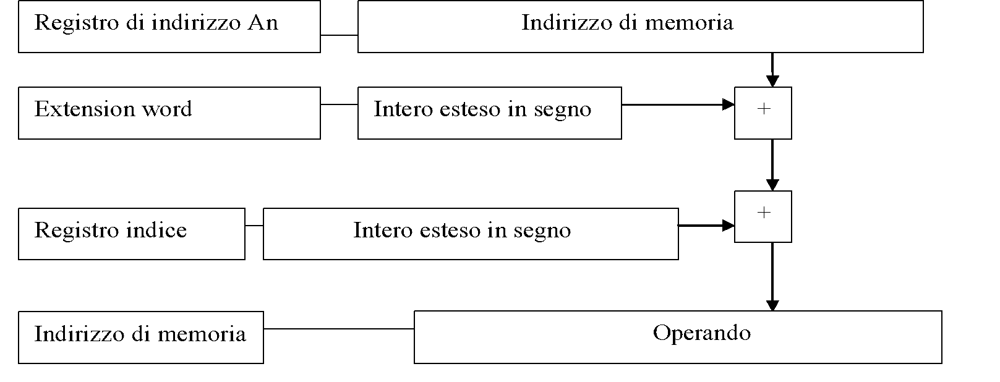 Registro di indirizzo An
Indirizzo di memoria
Extension word
Intero esteso in segno
+
+
Registro indice
Intero esteso in segno
Indirizzo di memoria
Operando